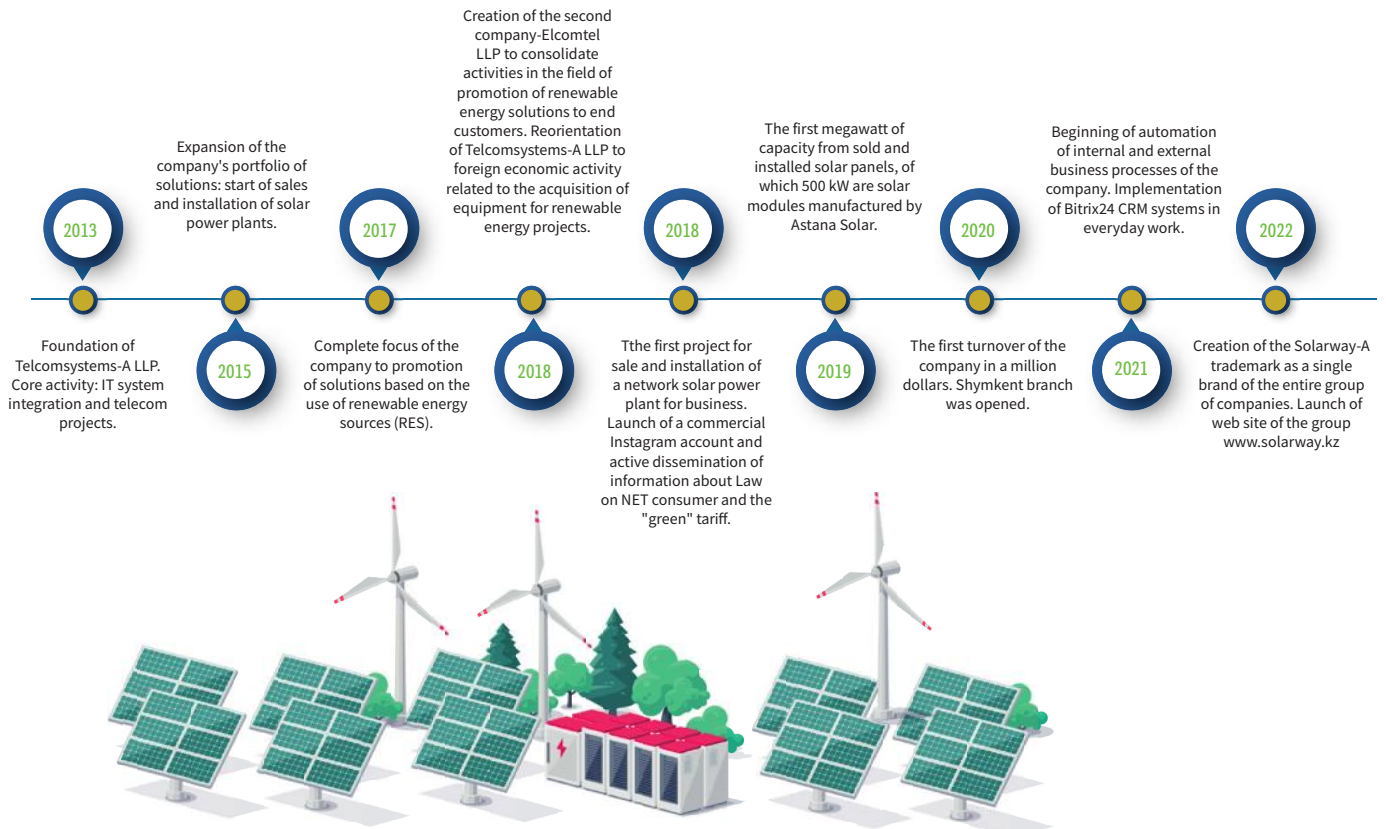 2013
Foundation of
Telcomsystems-A LLP.
Core activity: IT system
integration and telecom
projects.
Expansion of the
company's portfolio of
solutions: start of sales
and installation of solar
power plants.
2015
2017
Complete focus of the
company to promotion
of solutions based on the
use of renewable energy
sources (RES).
Creation of the second
company-Elcomtel
LLP to consolidate
activities in the field of
promotion of renewable
energy solutions to end
customers. Reorientation
of Telcomsystems-A LLP to
foreign economic activity
related to the acquisition of
equipment for renewable
energy projects.
2018
2018
Tthe first project for
sale and installation of
a network solar power
plant for business.
Launch of a commercial
Instagram account and
active dissemination of
information about Law
on NET consumer and the
"green" tariff.
The first megawatt of
capacity from sold and
installed solar panels, of
which 500 kW are solar
modules manufactured by
Astana Solar.
2019
2020
The first turnover of the
company in a million
dollars. Shymkent branch
was opened.
Beginning of automation
of internal and external
business processes of the
company. Implementation
of Bitrix24 CRM systems in
everyday work.
2021
2022
Creation of the Solarway-A
trademark as a single
brand of the entire group
of companies. Launch of
web site of the group
www.solarway.kz